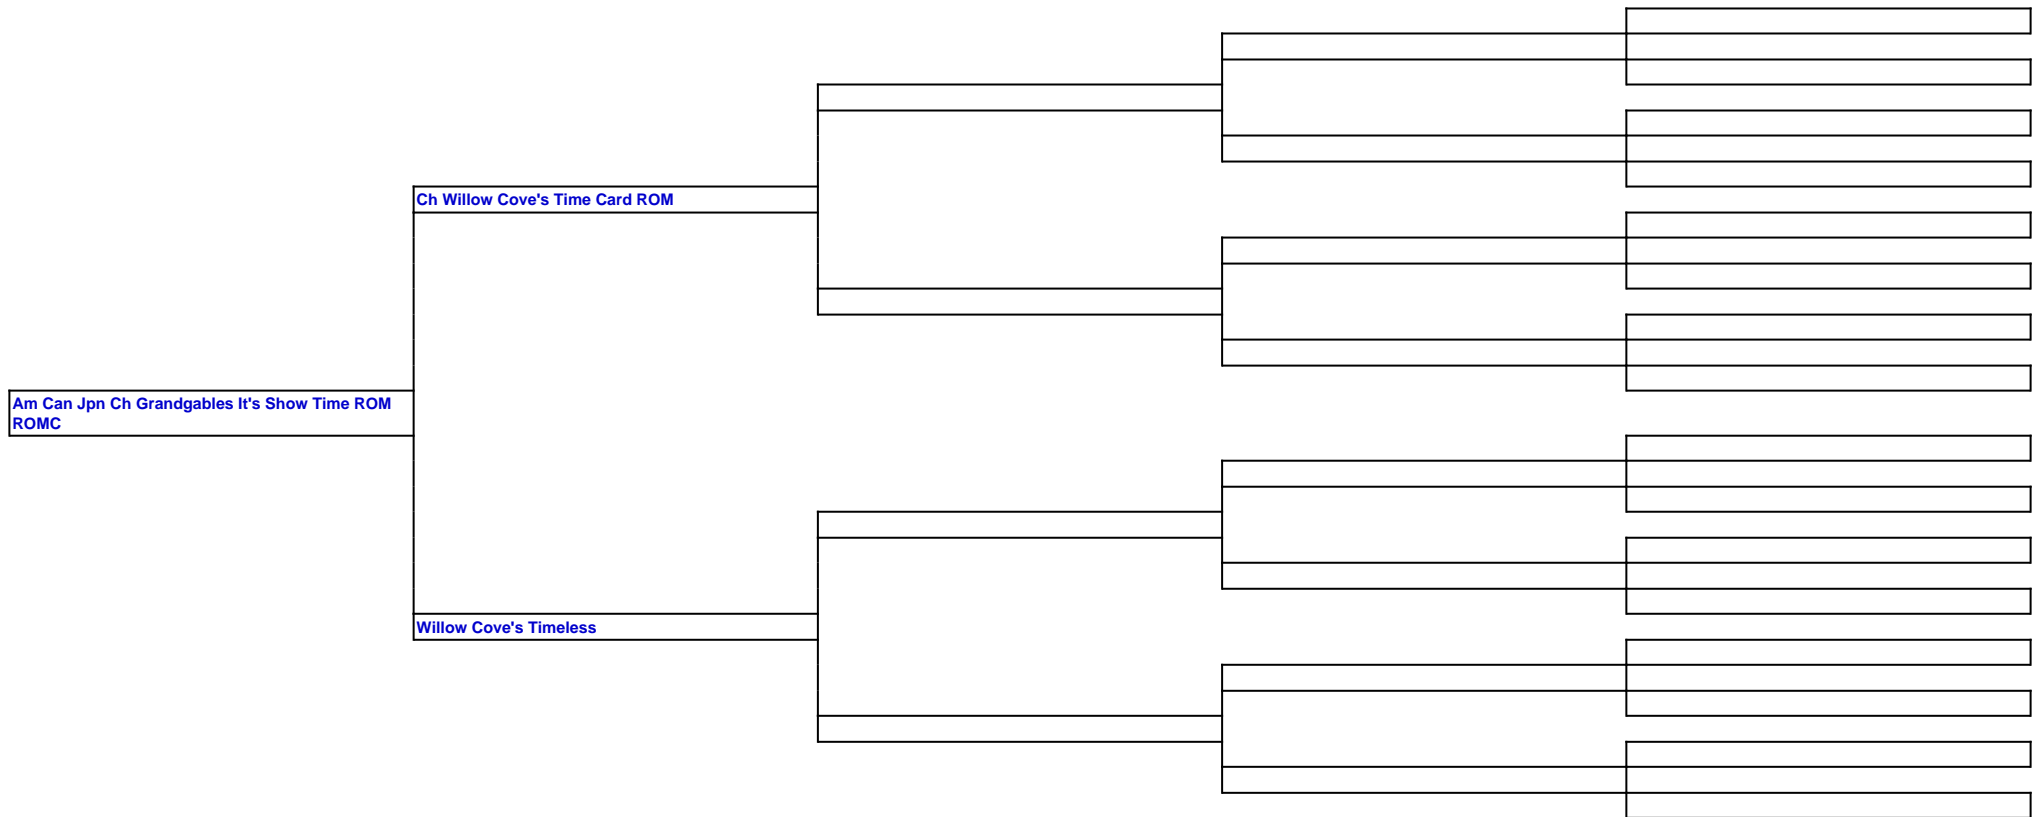 Ch Willow Cove's Time Card ROM
Am Can Jpn Ch Grandgables It's Show Time ROM
ROMC
Willow Cove's Timeless